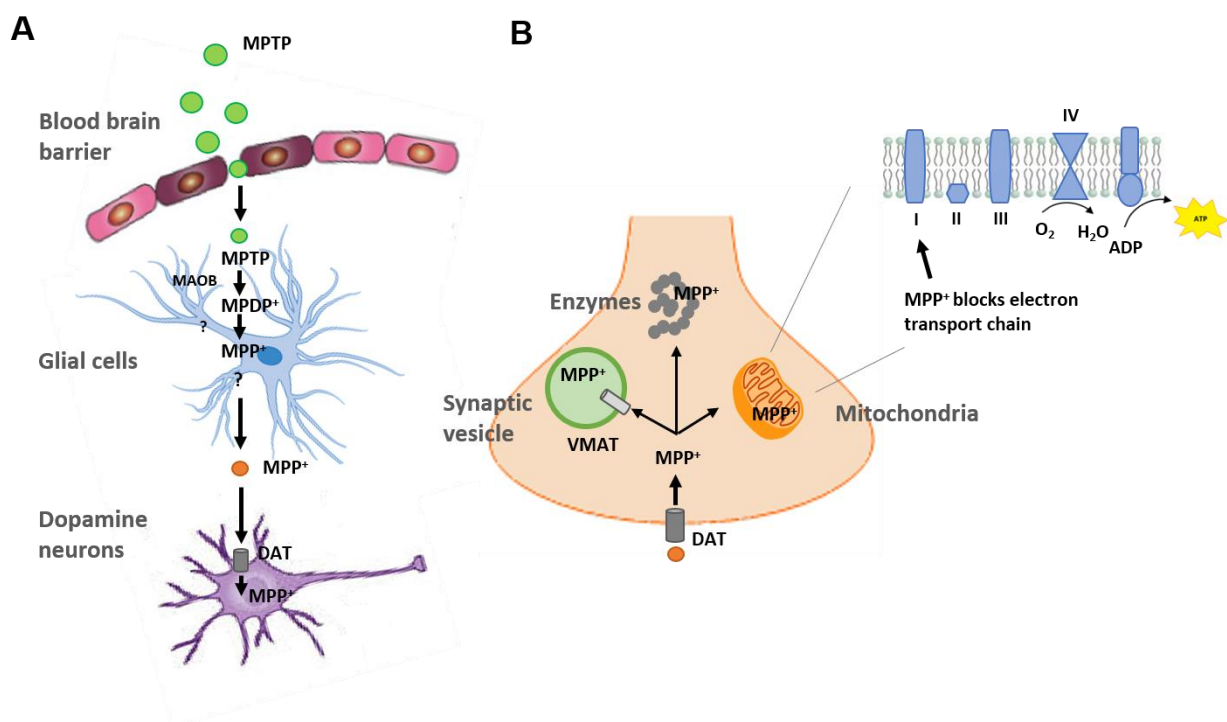 A
MPTP
Blood brain
barrier
MPTP
MAOB
MPDP⁺
?
MPP⁺
Glial cells
?
MPP⁺
Dopamine
neurons
DAT
MPP⁺
B
IV
I
II
III
O₂
H₂O
ADP
ATP
MPP⁺ blocks electron
transport chain
Enzymes
MPP⁺
MPP⁺
Synaptic
vesicle
VMAT
MPP⁺
Mitochondria
MPP⁺
DAT